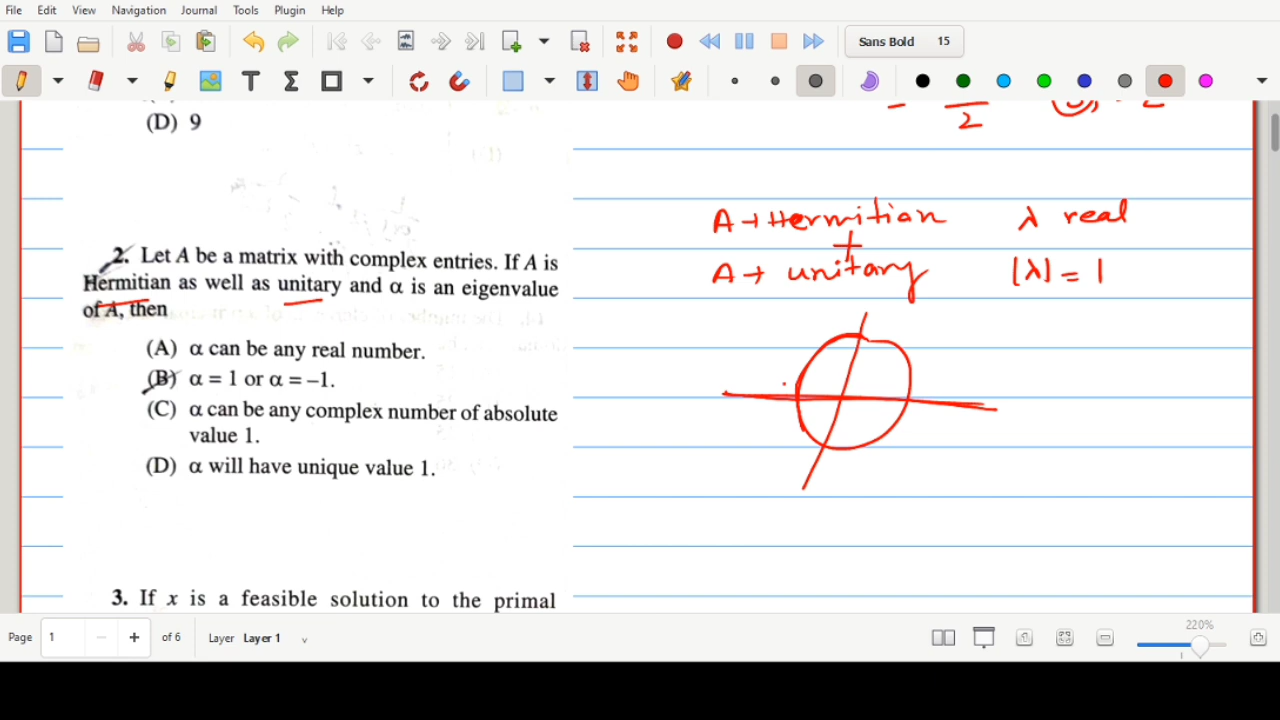 File Edit View Navigation Journal Tools Plugin Help
Sans Bold 15
(D) 9
2
2. Let A be a matrix with complex entries. If A is
Hermitian as well as unitary and α is an eigenvalue
of A, then
(A) α can be any real number.
(B) α = 1 or α = –1.
(C) α can be any complex number of absolute
value 1.
(D) α will have unique value 1.
3. If x is a feasible solution to the primal
A → Hermitian λ real
+
A → unitary |λ| = 1
Page 1 of 6 Layer Layer 1 220%